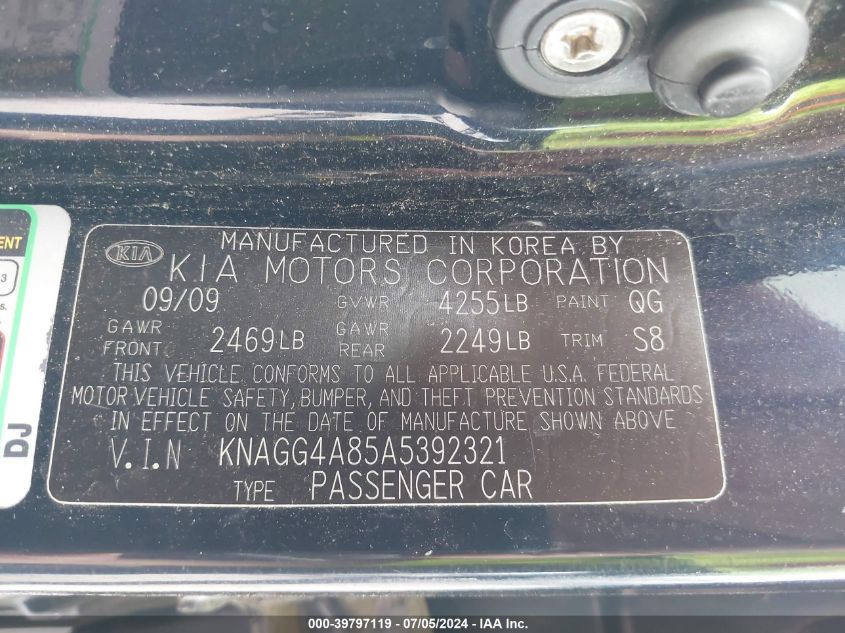 MANUFACTURED IN KOREA BY
KIA KIA MOTORS CORPORATION
09/09 GVWR 4255LB PAINT QG
GAWR FRONT 2469LB GAWR REAR 2249LB TRIM S8
THIS VEHICLE CONFORMS TO ALL APPLICABLE U.S.A. FEDERAL
MOTOR VEHICLE SAFETY, BUMPER, AND THEFT PREVENTION STANDARDS
IN EFFECT ON THE DATE OF MANUFACTURE SHOWN ABOVE
V.I.N KNAGG4A85A5392321
TYPE PASSENGER CAR
DJ
000-39797119 - 07/05/2024 - IAA Inc.